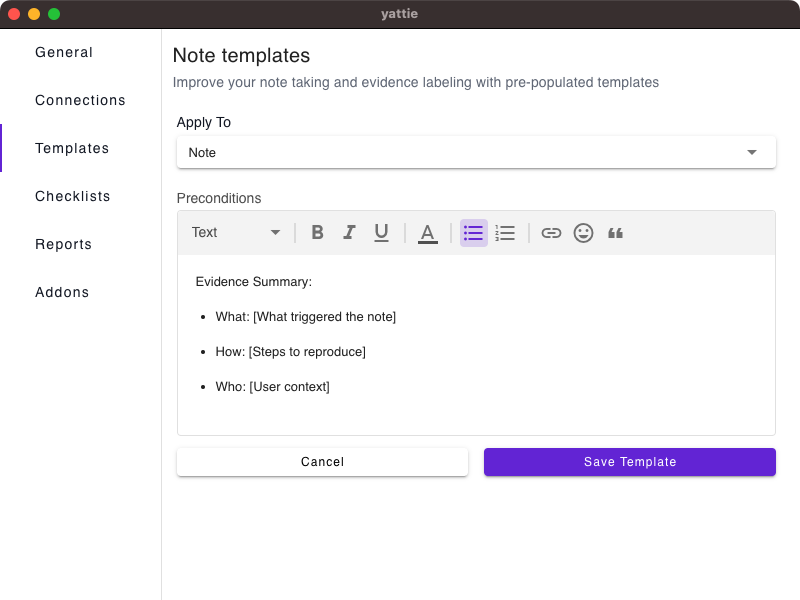 yattie
General
Connections
Templates
Checklists
Reports
Addons
Note templates
Improve your note taking and evidence labeling with pre-populated templates
Apply To
Note
Preconditions
Text
Evidence Summary:
• What: [What triggered the note]
• How: [Steps to reproduce]
• Who: [User context]
Cancel
Save Template